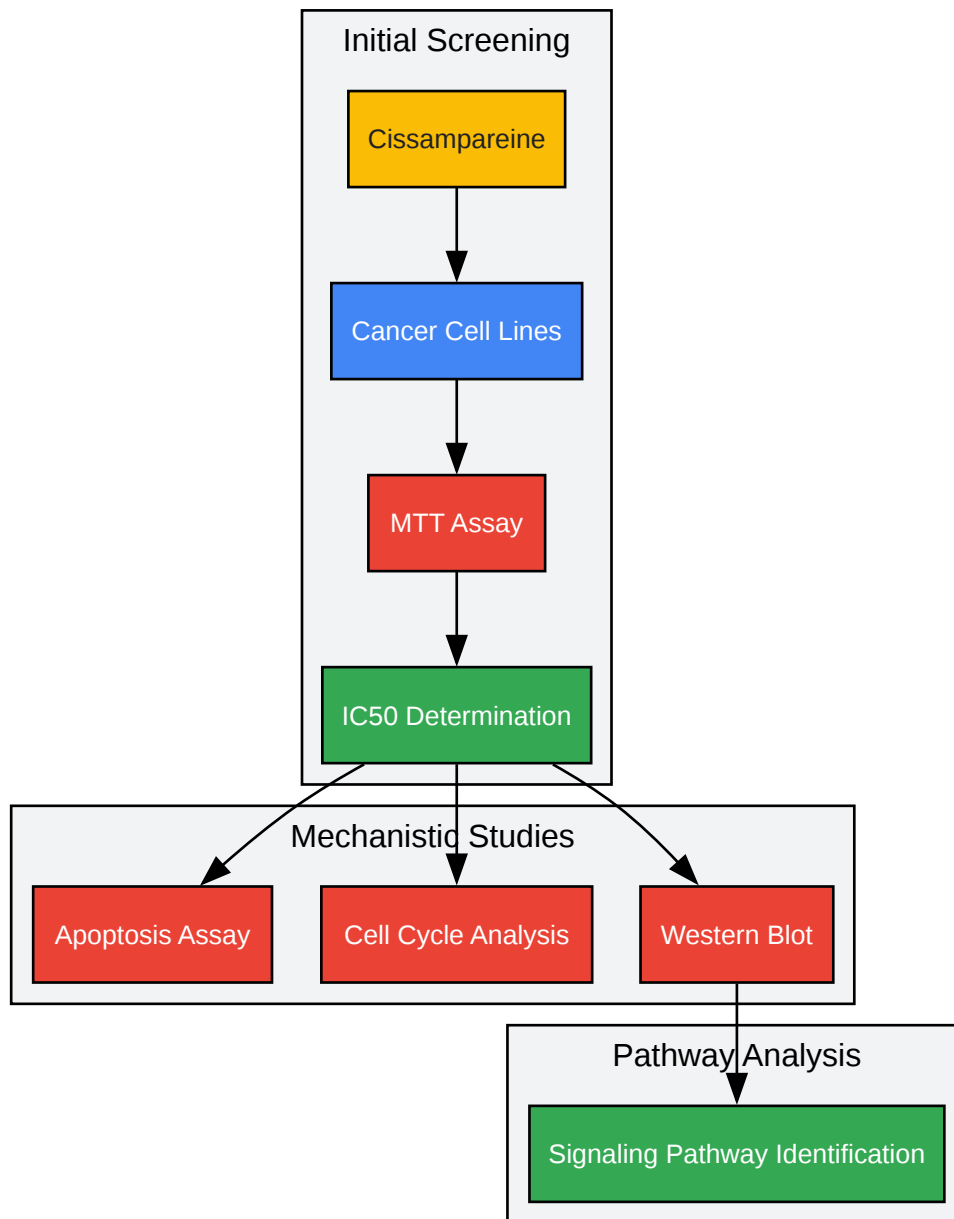 Initial Screening
Cissampareine
Cancer Cell Lines
MTT Assay
IC50 Determination
Mechanistic Studies
Apoptosis Assay
Cell Cycle Analysis
Western Blot
Pathway Analysis
Signaling Pathway Identification